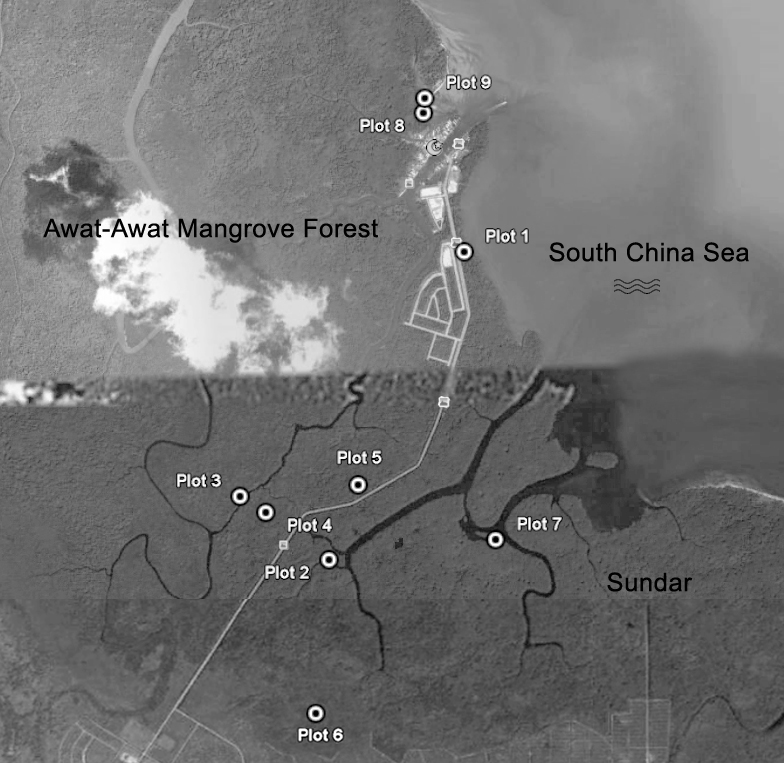 Plot 9
Plot 8
Awat-Awat Mangrove Forest
Plot 1
South China Sea
Plot 5
Plot 3
Plot 4
Plot 7
Plot 2
Sundar
Plot 6